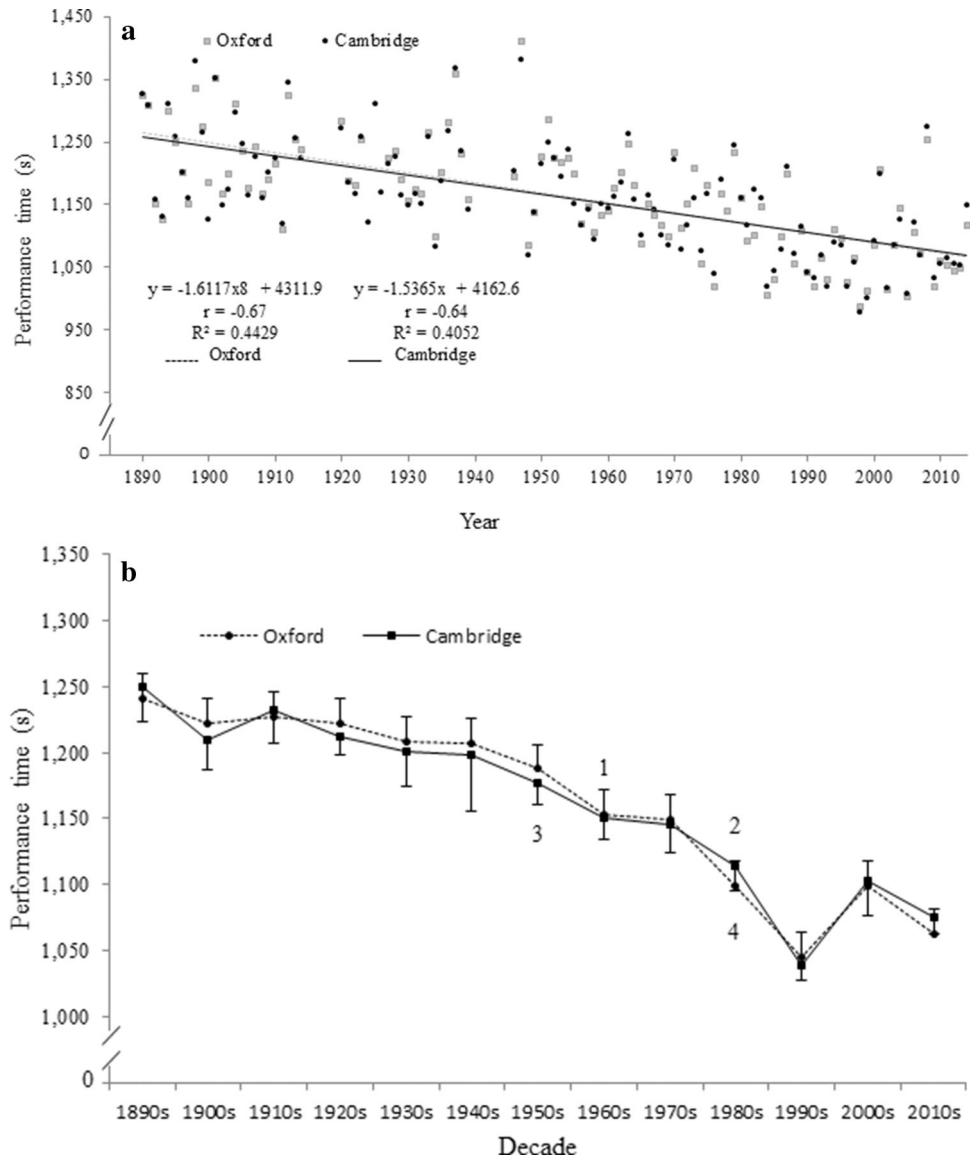 a
Oxford Cambridge
1,450
1,350
1,250
1,150
1,050
950
850
0
Performance time (s)
y = -1.6117x8 + 4311.9
r = -0.67
R² = 0.4429
Oxford
y = -1.5365x + 4162.6
r = -0.64
R² = 0.4052
Cambridge
1890 1900 1910 1920 1930 1940 1950 1960 1970 1980 1990 2000 2010
Year
b
Oxford Cambridge
1,350
1,300
1,250
1,200
1,150
1,100
1,050
1,000
0
Performance time (s)
1
2
3
4
1890s 1900s 1910s 1920s 1930s 1940s 1950s 1960s 1970s 1980s 1990s 2000s 2010s
Decade